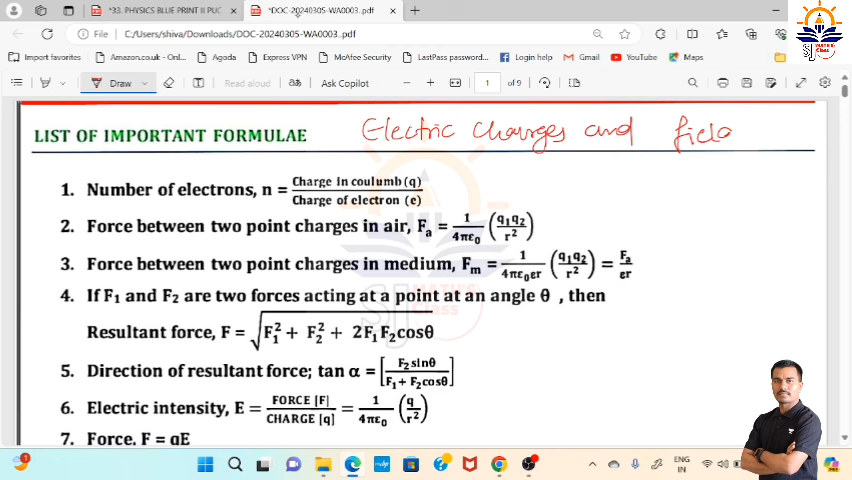 *33. PHYSICS BLUE PRINT II PUC
*DOC-20240305-WA0003..pdf
File
C:/Users/shiva/Downloads/DOC-20240305-WA0003..pdf
Import favorites
Amazon.co.uk - Onl...
Agoda
Express VPN
McAfee Security
LastPass password...
Login help
Gmail
YouTube
Maps
Draw
Read aloud
Ask Copilot
1 of 9
SJ MATH'S Class
LIST OF IMPORTANT FORMULAE Electric charges and field
1. Number of electrons, n = Charge in coulumb (q) / Charge of electron (e)
2. Force between two point charges in air, Fₐ = 1/4πε₀ (q₁q₂/r²)
3. Force between two point charges in medium, Fₘ = 1/4πε₀εr (q₁q₂/r²) = Fₐ/εr
4. If F₁ and F₂ are two forces acting at a point at an angle θ , then
Resultant force, F = √(F₁² + F₂² + 2F₁F₂cosθ)
5. Direction of resultant force; tan α = [F₂sinθ / F₁+ F₂cosθ]
6. Electric intensity, E = FORCE [F] / CHARGE [q] = 1/4πε₀ (q/r²)
7. Force, F = qE
ENG
IN